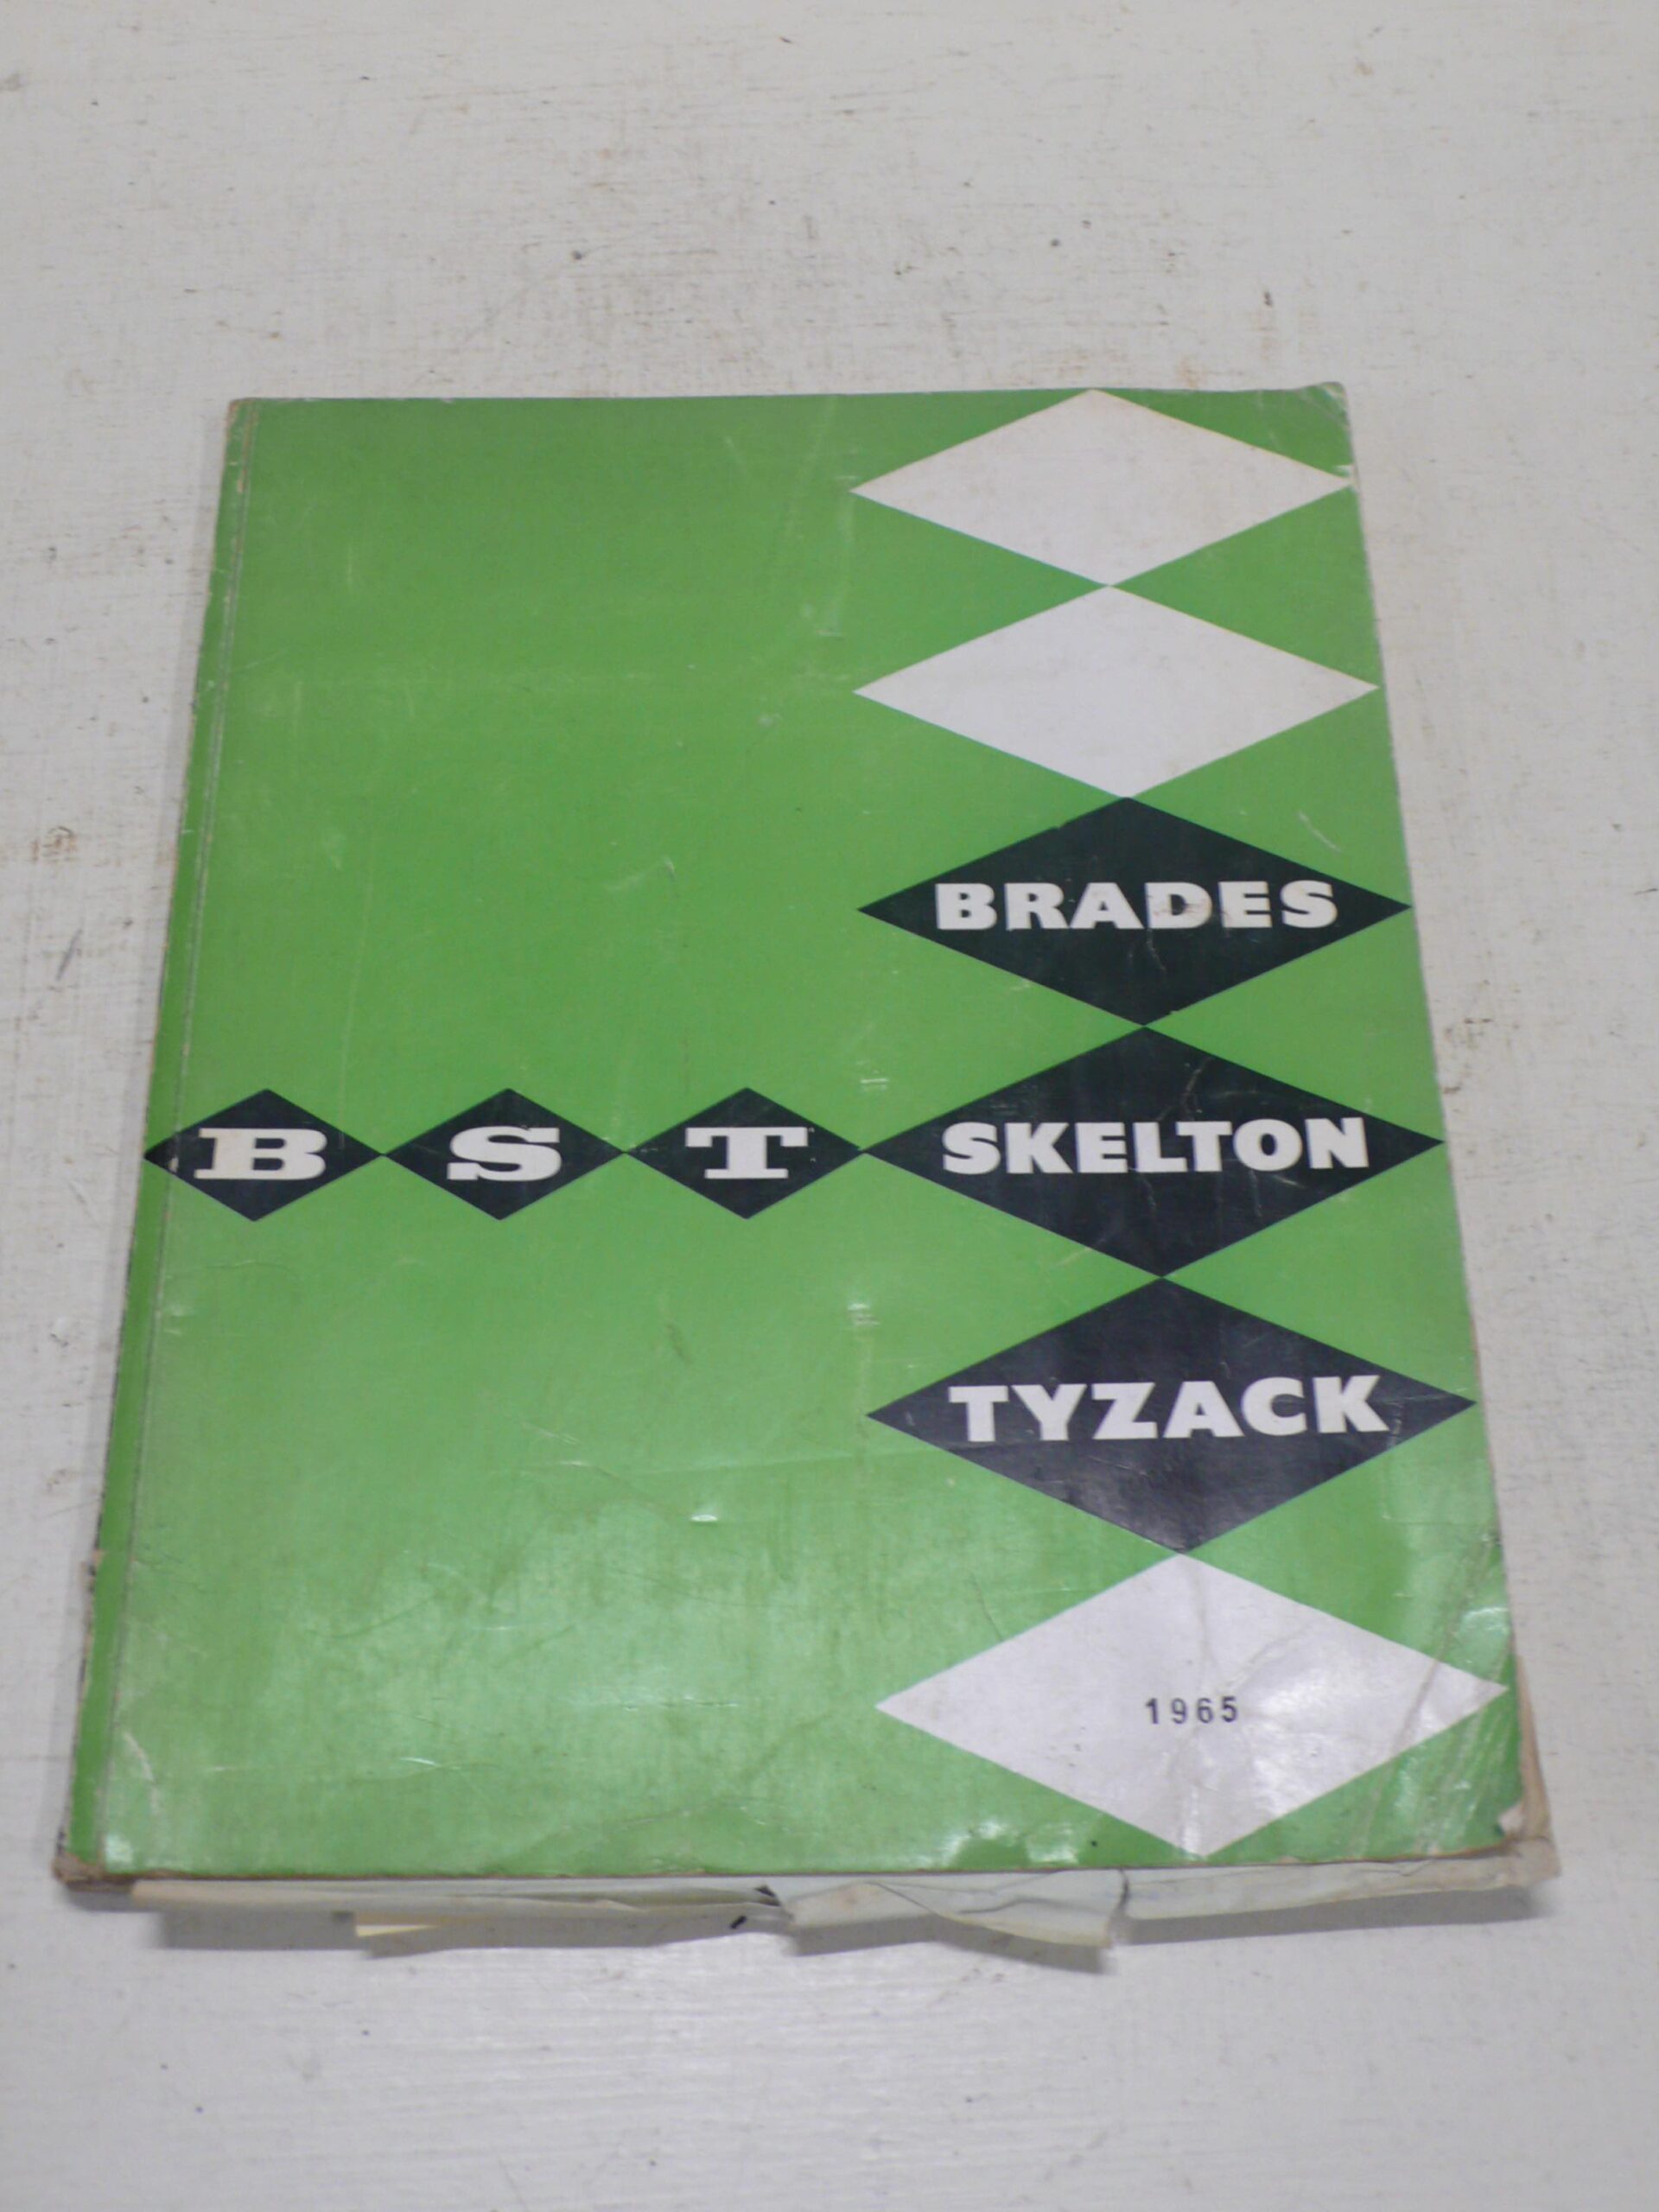 BRADES
B S T SKELTON
TYZACK
1965